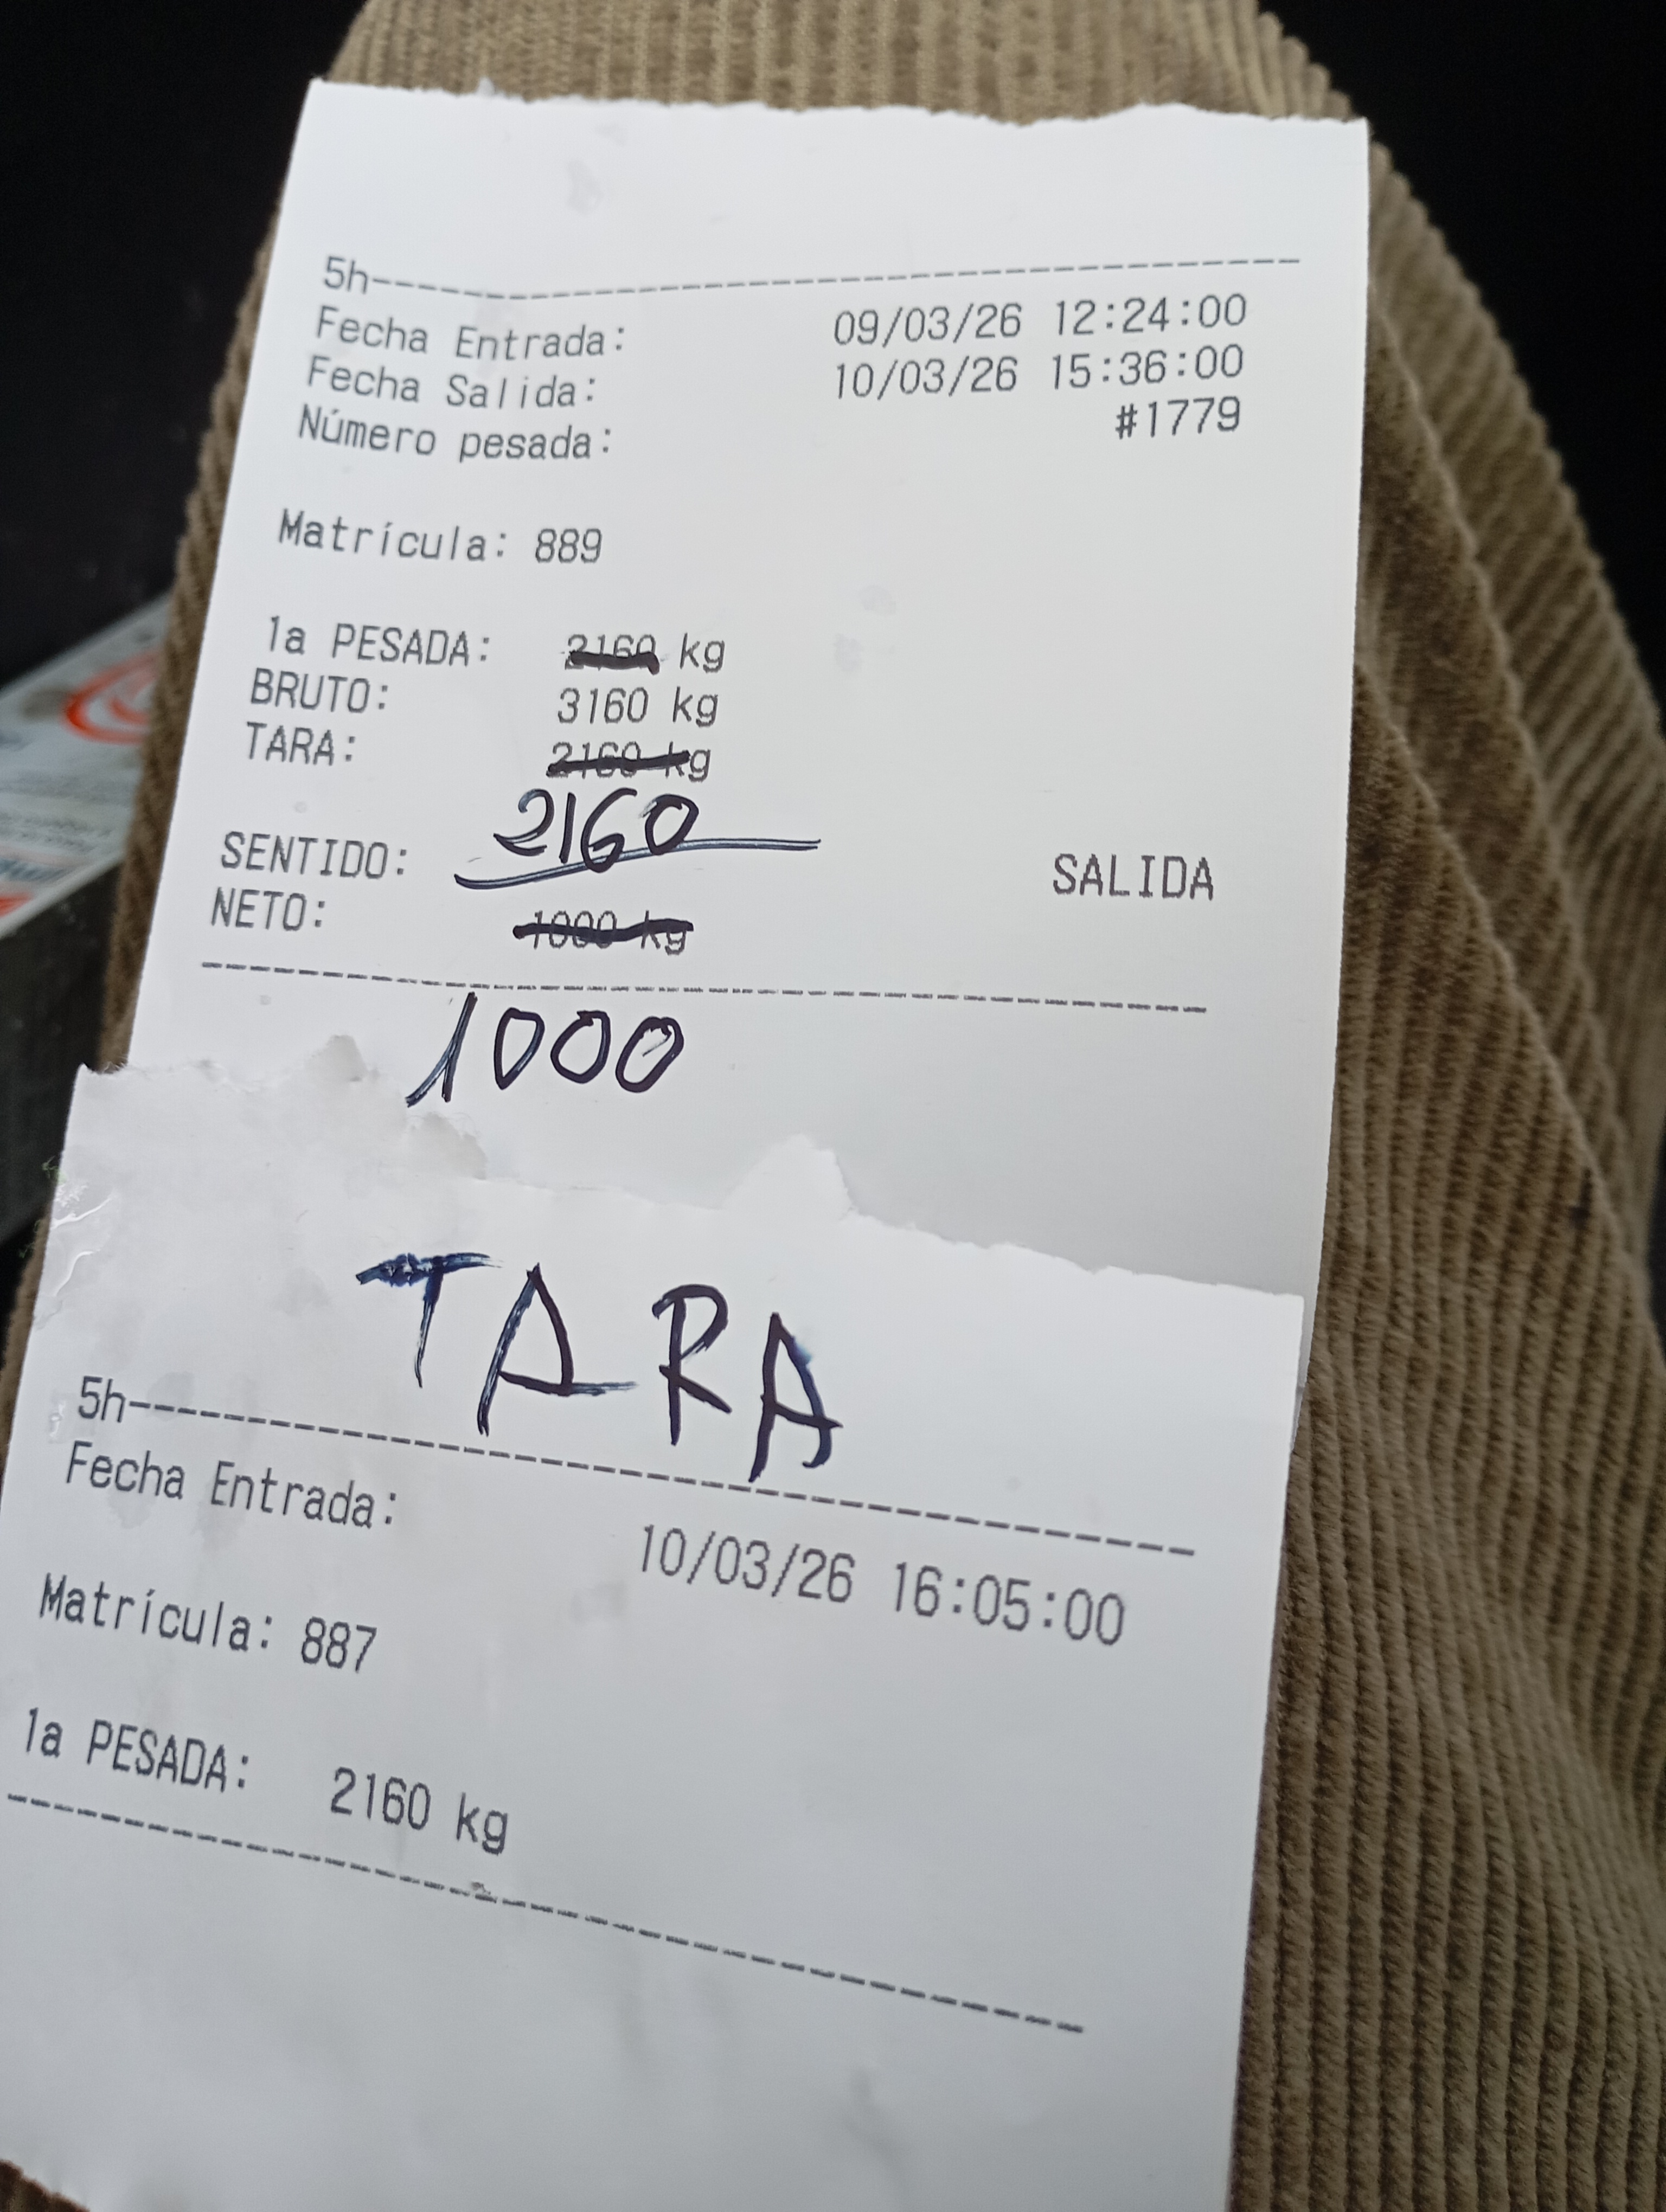 5h
Fecha Entrada: 09/03/26 12:24:00
Fecha Salida: 10/03/26 15:36:00
Número pesada: #1779
Matrícula: 889
1a PESADA: 2160 kg
BRUTO: 3160 kg
TARA: 2160 kg
2160
SENTIDO: SALIDA
NETO: 1000 kg
1000
TARA
5h
Fecha Entrada: 10/03/26 16:05:00
Matrícula: 887
1a PESADA: 2160 kg